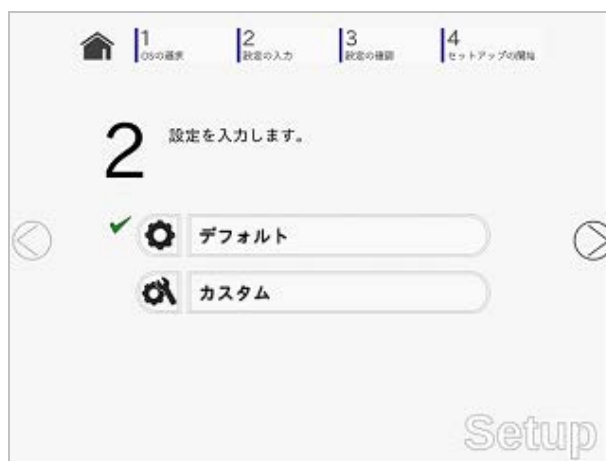 1
OSの選択
2
設定の入力
3
設定の確認
4
セットアップの開始
2
設定を入力します。
デフォルト
カスタム
Setup